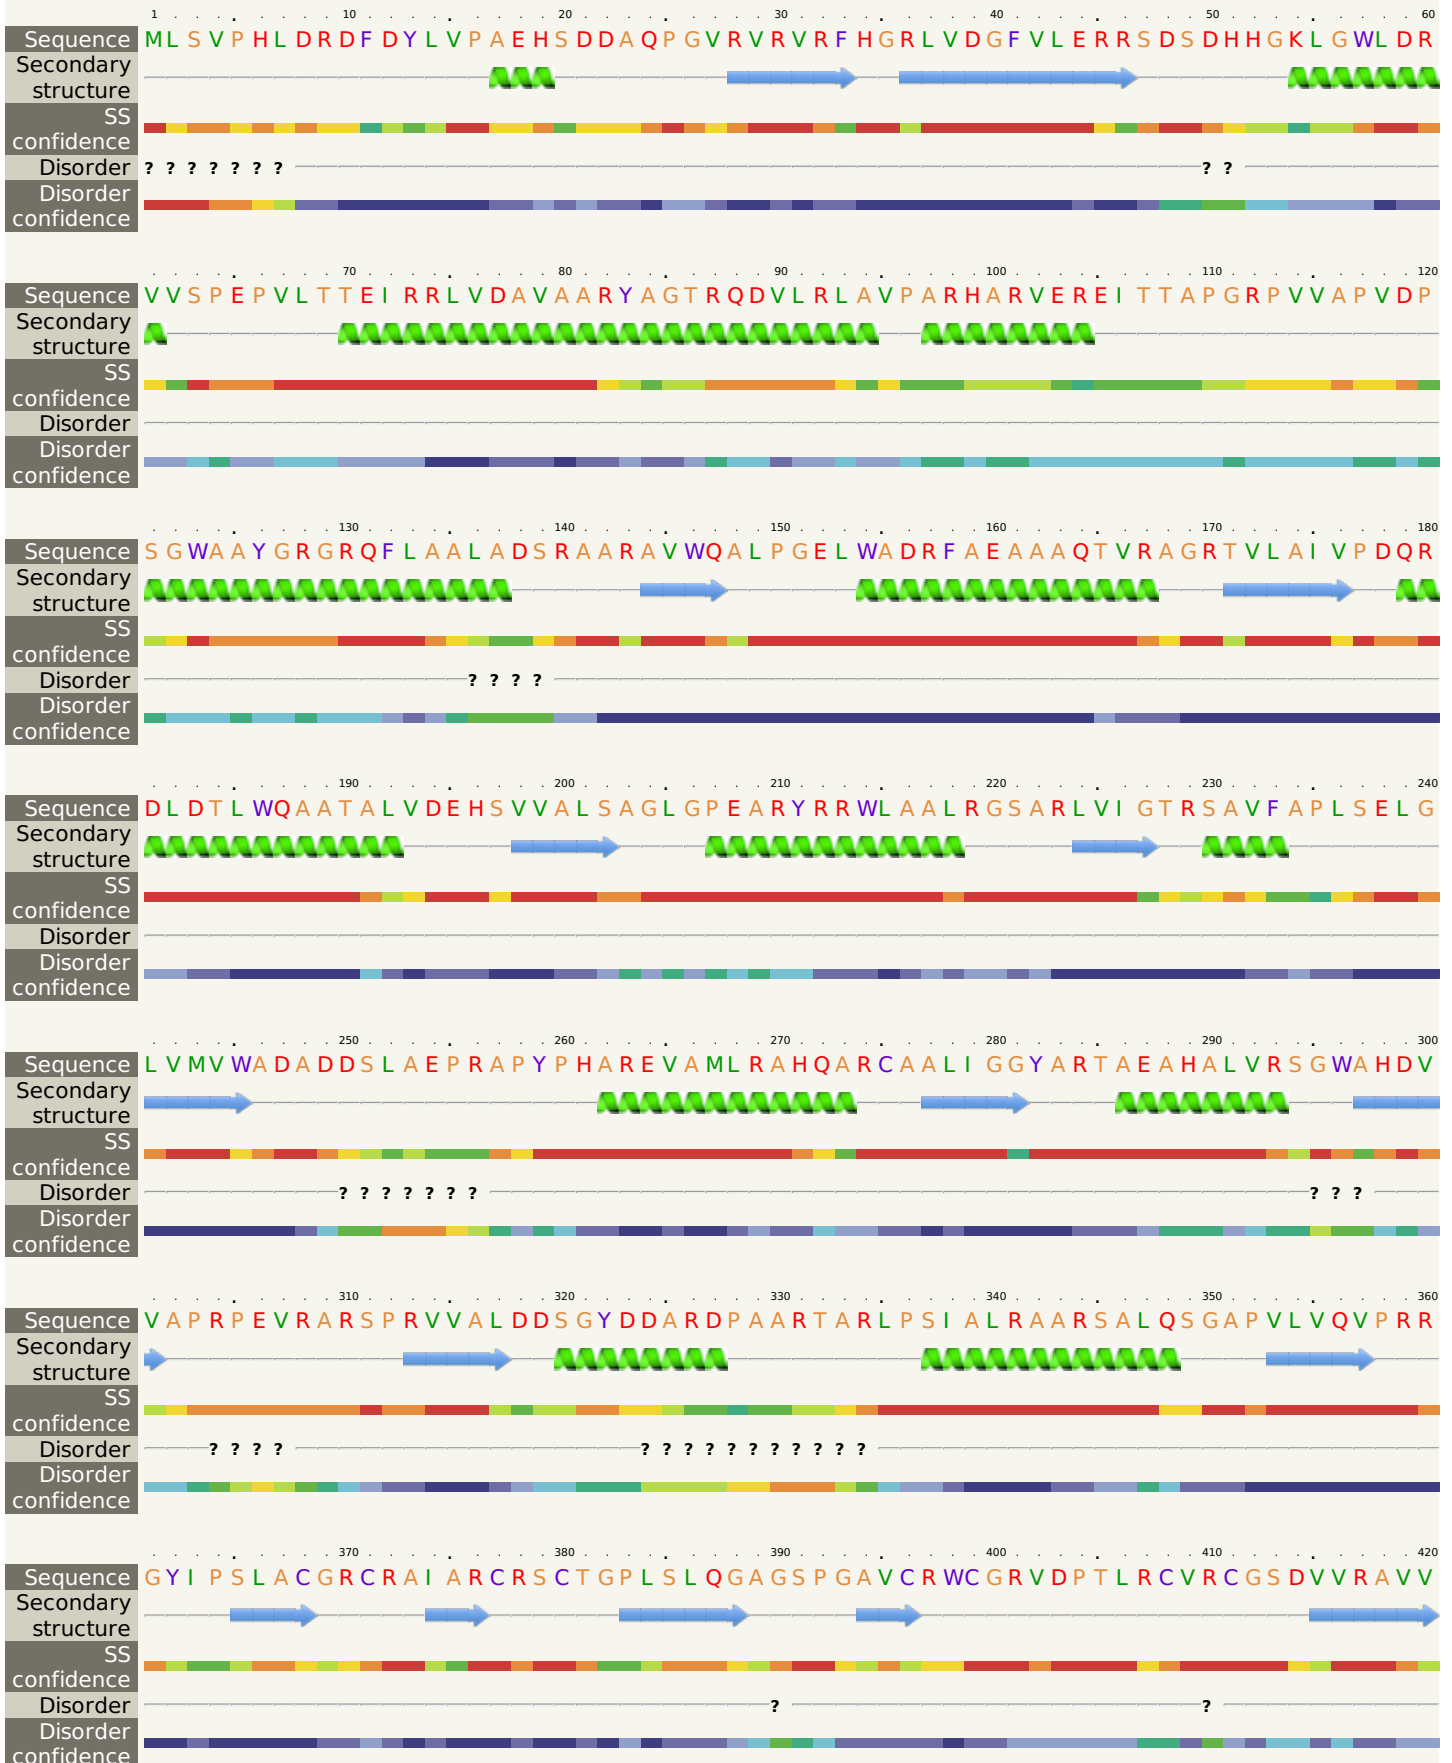 1 10 20 30 40 50 60
Sequence MLSVPHLDRDFDYLVPAEHSDDAQPGVRVRVRFHGRLVDGFVLERRSDSDHHGKLGWLDR
Secondary
structure
SS
confidence
Disorder ? ? ? ? ? ? ? ? ?
Disorder
confidence
70 80 90 100 110 120
Sequence VVSPEPVLTTEIRRLVDAVAARYAGTRQDVLRLAVPARHARVEREITTAPGRPVVAPVDP
Secondary
structure
SS
confidence
Disorder
Disorder
confidence
130 140 150 160 170 180
Sequence SGWAAYGRGRQFLAALADSRAARAVWQALPGELWADRFAEAAAQTVRAGRTVLAIVPDQR
Secondary
structure
SS
confidence
Disorder ? ? ? ?
Disorder
confidence
190 200 210 220 230 240
Sequence DLDTLWQAATALVDEHSVVALSAGLGPEARYRRWLAALRGSARLVIGTRSAVFAPLSELG
Secondary
structure
SS
confidence
Disorder
Disorder
confidence
250 260 270 280 290 300
Sequence LVMVWADADDSLAEPRAPYPHAREVAMLRAHQARCAALIGGYARTAEAHALVRSGWAHDV
Secondary
structure
SS
confidence
Disorder ? ? ? ? ? ? ? ? ? ?
Disorder
confidence
310 320 330 340 350 360
Sequence VAPRPEVRARSPRVVALDDSGYDDARDPAARTARLPSIALRAARSALQSGAPVLVQVPRR
Secondary
structure
SS
confidence
Disorder ? ? ? ? ? ? ? ? ? ? ? ? ? ? ?
Disorder
confidence
370 380 390 400 410 420
Sequence GYIPSLACGRCRAIARCRSCTGPLSLQGAGSPGAVCRWCGRVDPTLRCVRCGSDVVRAVV
Secondary
structure
SS
confidence
Disorder ? ?
Disorder
confidence